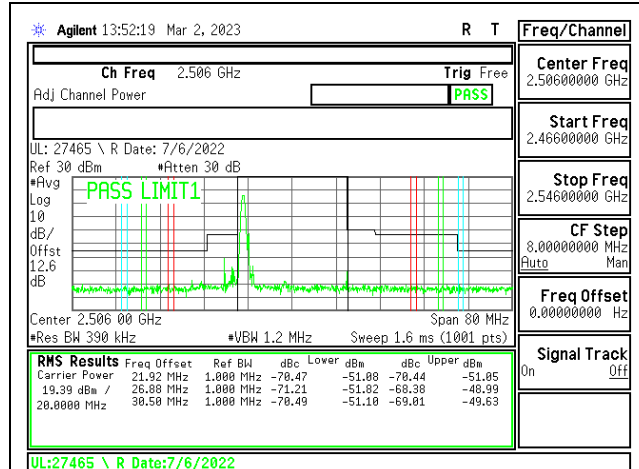 Agilent 13:52:19 Mar 2, 2023 R T Freq/Channel
Ch Freq 2.506 GHz Trig Free
Adj Channel Power PASS
UL: 27465 \ R Date: 7/6/2022
Ref 30 dBm #Atten 30 dB
#Avg
Log
10
dB/
Offst
12.6
dB
PASS LIMIT1
Center 2.506 00 GHz Span 80 MHz
#Res BW 390 kHz #VBW 1.2 MHz Sweep 1.6 ms (1001 pts)
RMS Results Freq Offset Ref BW dBc Lower dBm dBc Upper dBm
Carrier Power 21.92 MHz 1.000 MHz -70.47 -51.08 -70.44 -51.05
19.39 dBm / 26.88 MHz 1.000 MHz -71.21 -51.82 -68.38 -48.99
20.0000 MHz 30.50 MHz 1.000 MHz -70.49 -51.10 -69.01 -49.63
UL:27465 \ R Date:7/6/2022
Center Freq
2.50600000 GHz
Start Freq
2.46600000 GHz
Stop Freq
2.54600000 GHz
CF Step
8.00000000 MHz
Auto Man
Freq Offset
0.00000000 Hz
Signal Track
On Off